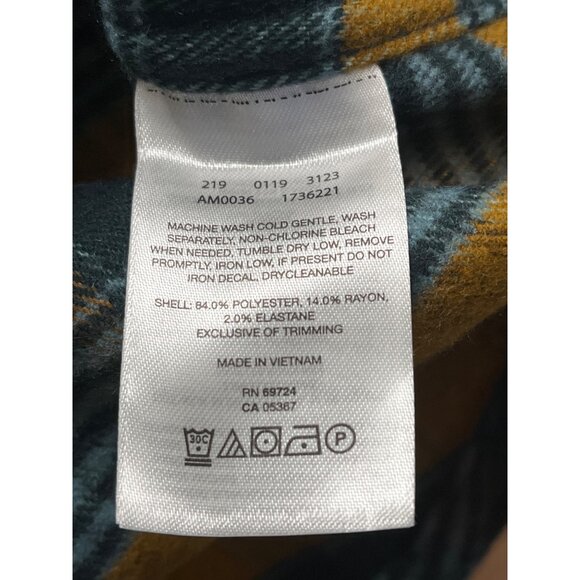 219 0119 3123
AM0036 1736221
MACHINE WASH COLD GENTLE, WASH
SEPARATELY, NON-CHLORINE BLEACH
WHEN NEEDED, TUMBLE DRY LOW, REMOVE
PROMPTLY, IRON LOW, IF PRESENT DO NOT
IRON DECAL, DRYCLEANABLE
SHELL: 84.0% POLYESTER, 14.0% RAYON,
2.0% ELASTANE
EXCLUSIVE OF TRIMMING
MADE IN VIETNAM
RN 69724
CA 05367
30C P